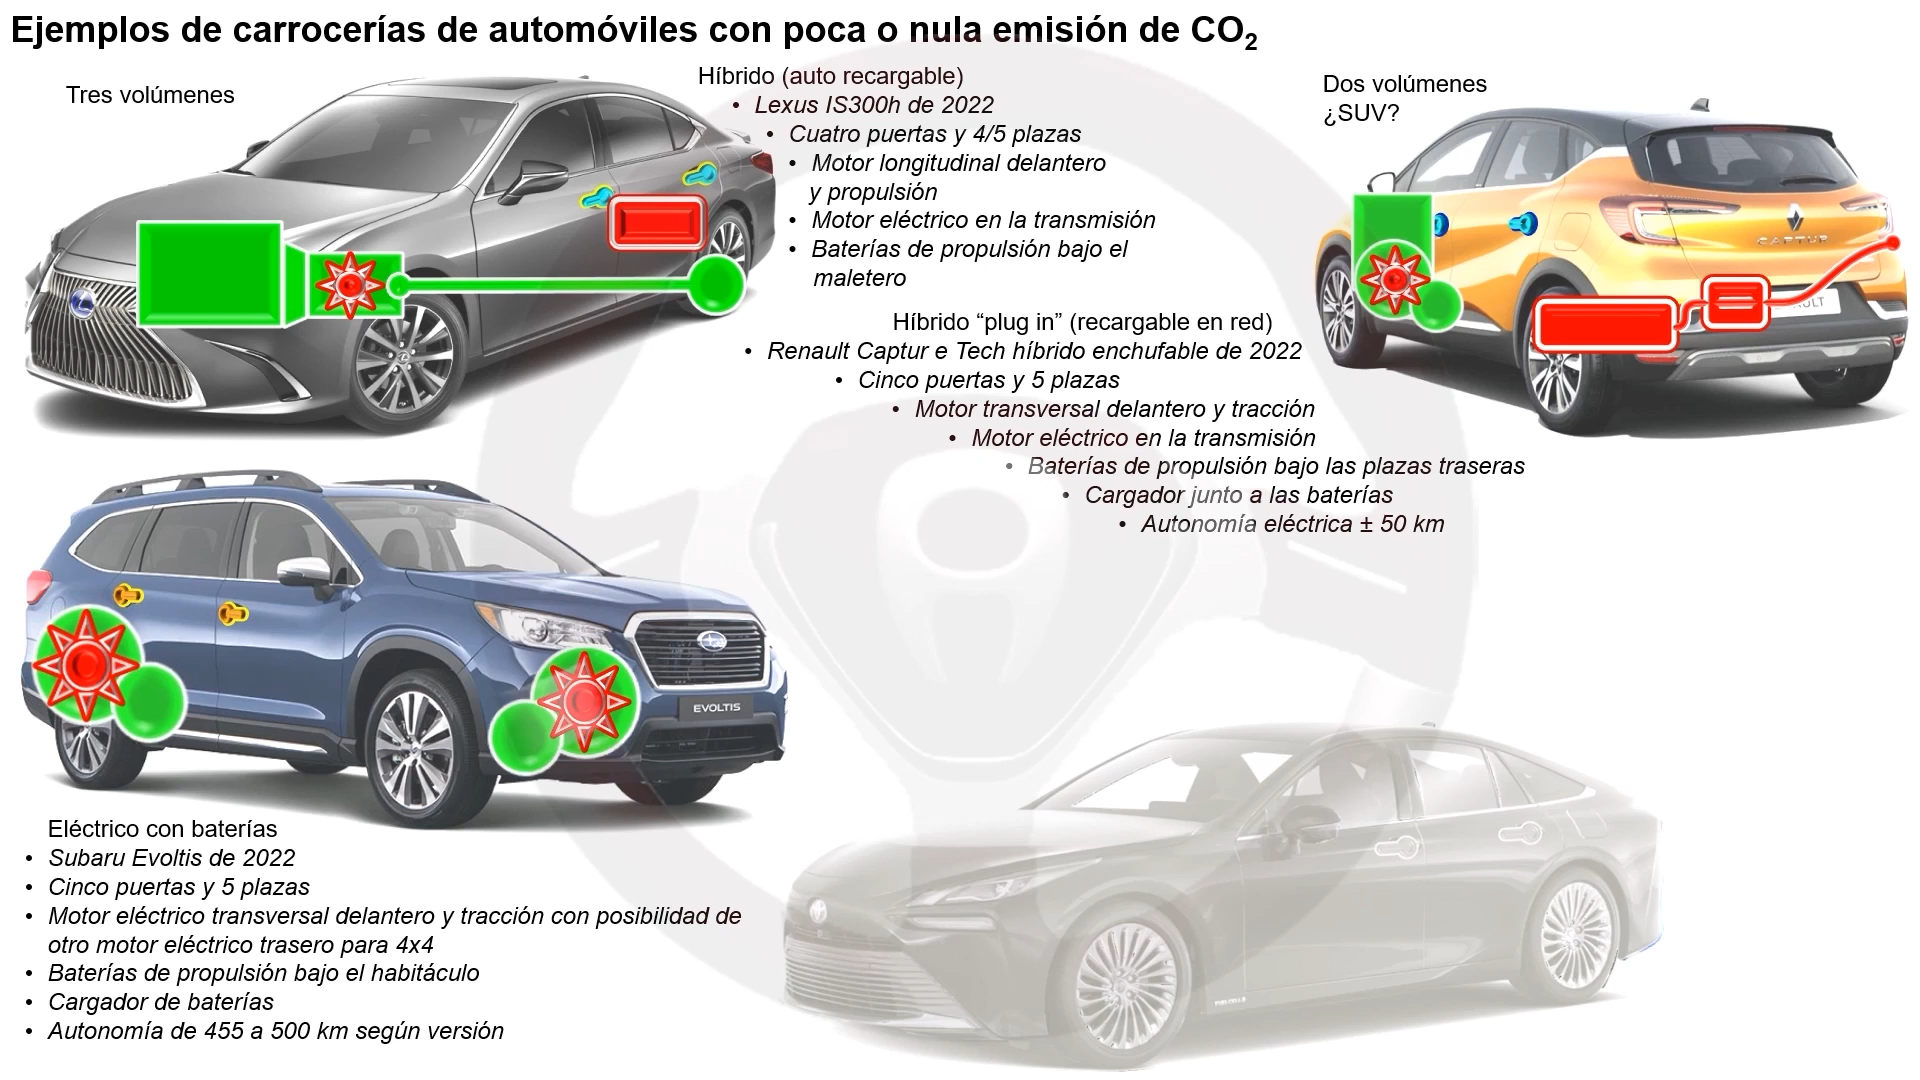 Ejemplos de carrocerías de automóviles con poca o nula emisión de CO2
Tres volúmenes
Híbrido (auto recargable)
• Lexus IS300h de 2022
• Cuatro puertas y 4/5 plazas
• Motor longitudinal delantero
y propulsión
• Motor eléctrico en la transmisión
• Baterías de propulsión bajo el
maletero
Dos volúmenes
¿SUV?
CAPTUR
Híbrido “plug in” (recargable en red)
• Renault Captur e Tech híbrido enchufable de 2022
• Cinco puertas y 5 plazas
• Motor transversal delantero y tracción
• Motor eléctrico en la transmisión
• Baterías de propulsión bajo las plazas traseras
• Cargador junto a las baterías
• Autonomía eléctrica ± 50 km
EVOLTIS
Eléctrico con baterías
• Subaru Evoltis de 2022
• Cinco puertas y 5 plazas
• Motor eléctrico transversal delantero y tracción con posibilidad de
otro motor eléctrico trasero para 4x4
• Baterías de propulsión bajo el habitáculo
• Cargador de baterías
• Autonomía de 455 a 500 km según versión